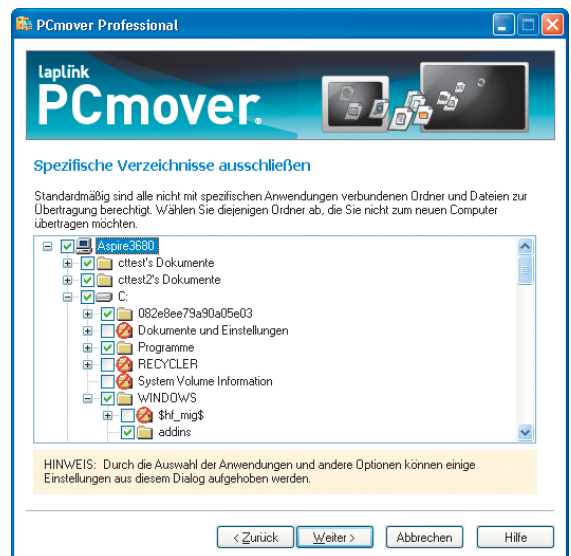 PCmover Professional
laplink
PCmover®
Spezifische Verzeichnisse ausschließen
Standardmäßig sind alle nicht mit spezifischen Anwendungen verbundenen Ordner und Dateien zur
Übertragung berechtigt. Wählen Sie diejenigen Ordner ab, die Sie nicht zum neuen Computer
übertragen möchten.
Aspire3680
cttest's Dokumente
cttest2's Dokumente
C:
082e8ee79a90a05e03
Dokumente und Einstellungen
Programme
RECYCLER
System Volume Information
WINDOWS
$hf_mig$
addins
HINWEIS: Durch die Auswahl der Anwendungen und andere Optionen können einige
Einstellungen aus diesem Dialog aufgehoben werden.
< Zurück Weiter > Abbrechen Hilfe